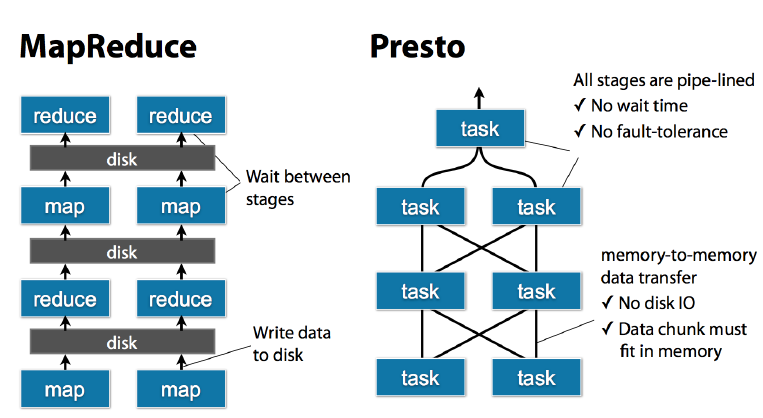 MapReduce
reduce
reduce
disk
map
map
disk
reduce
reduce
disk
map
map
Wait between
stages
Write data
to disk
Presto
task
task
task
task
task
task
task
All stages are pipe-lined
✓ No wait time
✓ No fault-tolerance
memory-to-memory
data transfer
✓ No disk IO
✓ Data chunk must
fit in memory